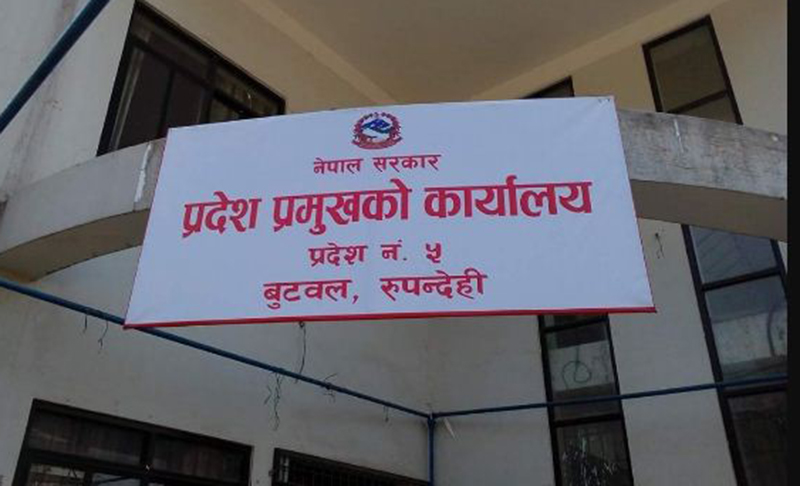 नेपाल सरकार
प्रदेश प्रमुखको कार्यालय
प्रदेश नं. ५
बुटवल, रुपन्देही